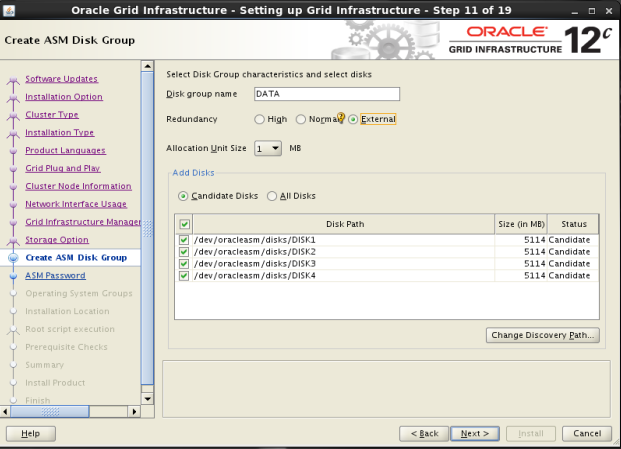 Oracle Grid Infrastructure - Setting up Grid Infrastructure - Step 11 of 19
Create ASM Disk Group
ORACLE
GRID INFRASTRUCTURE
12c
Software Updates
Installation Option
Cluster Type
Installation Type
Product Languages
Grid Plug and Play
Cluster Node Information
Network Interface Usage
Grid Infrastructure Manager
Storage Option
Create ASM Disk Group
ASM Password
Operating System Groups
Installation Location
Root script execution
Prerequisite Checks
Summary
Install Product
Finish
Select Disk Group characteristics and select disks
Disk group name DATA
Redundancy High Normal External
Allocation Unit Size 1 MB
Add Disks
Candidate Disks All Disks
Disk Path Size (in MB) Status
/dev/oracleasm/disks/DISK1 5114 Candidate
/dev/oracleasm/disks/DISK2 5114 Candidate
/dev/oracleasm/disks/DISK3 5114 Candidate
/dev/oracleasm/disks/DISK4 5114 Candidate
Change Discovery Path...
Help < Back Next > Install Cancel